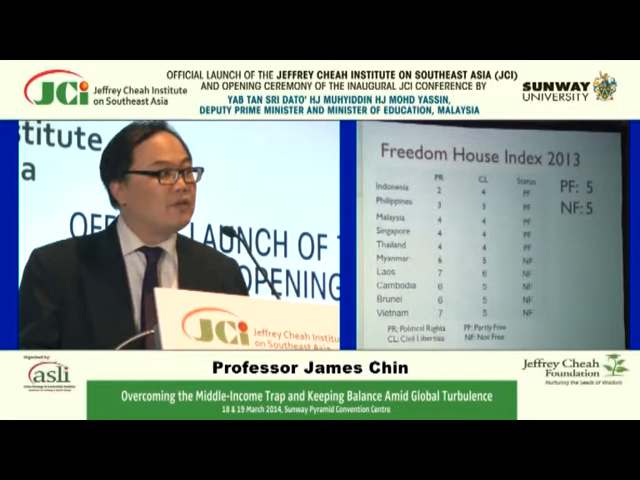 JCi Jeffrey Cheah Institute
on Southeast Asia
OFFICIAL LAUNCH OF THE JEFFREY CHEAH INSTITUTE ON SOUTHEAST ASIA (JCI)
AND OPENING CEREMONY OF THE INAUGURAL JCI CONFERENCE BY
YAB TAN SRI DATO' HJ MUHYIDDIN HJ MOHD YASSIN,
DEPUTY PRIME MINISTER AND MINISTER OF EDUCATION, MALAYSIA
SUNWAY
UNIVERSITY
stitute
a
OFFICIAL LAUNCH OF T
OPENING
JCi Jeffrey Cheah Institute
on Southeast Asia
Freedom House Index 2013
PR CL Status
Indonesia 2 4 PF
Philippines 3 3 PF
Malaysia 4 4 PF
Singapore 4 4 PF
Thailand 4 4 PF
Myanmar 6 5 NF
Laos 7 6 NF
Cambodia 6 5 NF
Brunei 6 5 NF
Vietnam 7 5 NF
PF: 5
NF: 5
PR: Political Rights PF: Partly Free
CL: Civil Liberties NF: Not Free
Organised by:
asli
Professor James Chin
Jeffrey Cheah
Foundation
Nurturing the Seeds of Wisdom
Overcoming the Middle-Income Trap and Keeping Balance Amid Global Turbulence
18 & 19 March 2014, Sunway Pyramid Convention Centre